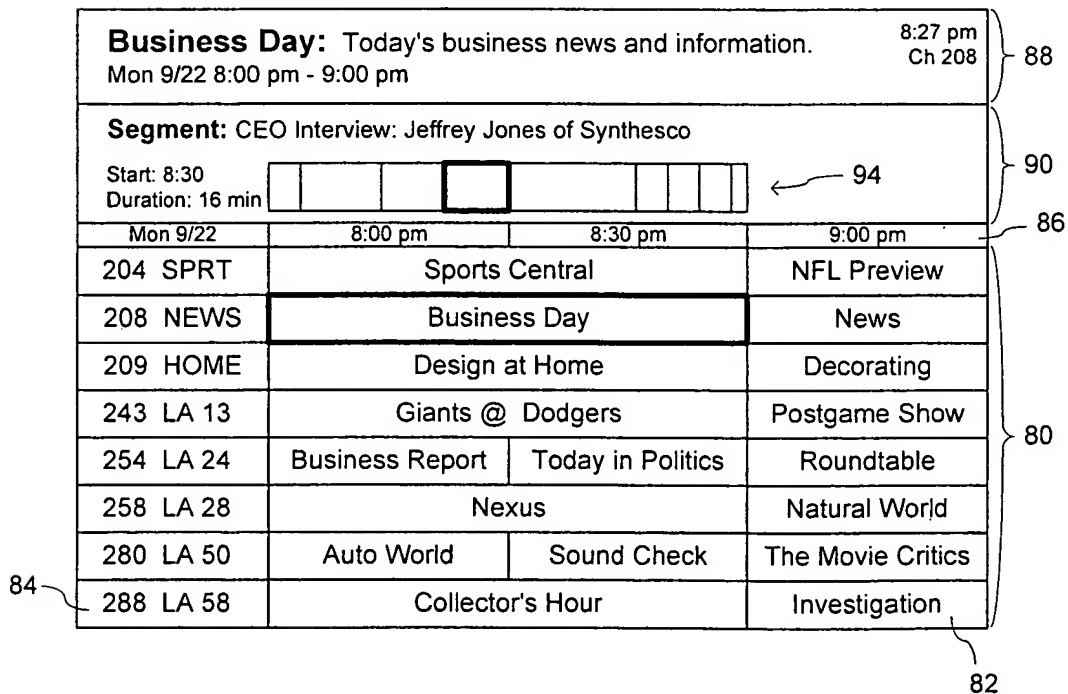 Business Day: Today's business news and information. 8:27 pm
Mon 9/22 8:00 pm - 9:00 pm Ch 208
88
Segment: CEO Interview: Jeffrey Jones of Synthesco
Start: 8:30
Duration: 16 min
94
90
Mon 9/22 8:00 pm 8:30 pm 9:00 pm
86
204 SPRT Sports Central NFL Preview
208 NEWS Business Day News
209 HOME Design at Home Decorating
243 LA 13 Giants @ Dodgers Postgame Show
80
254 LA 24 Business Report Today in Politics Roundtable
258 LA 28 Nexus Natural World
280 LA 50 Auto World Sound Check The Movie Critics
84
288 LA 58 Collector's Hour Investigation
82